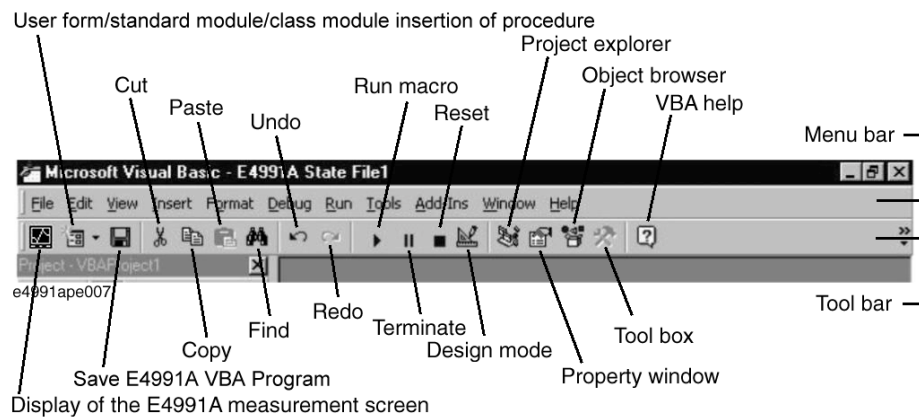 User form/standard module/class module insertion of procedure
Project explorer
Cut
Run macro
Object browser
Paste
Reset
VBA help
Undo
Menu bar
Microsoft Visual Basic - E4991A State File1
File Edit View Insert Format Debug Run Tools Add-Ins Window Help
Project - VBAProject1
e4991ape007
Redo
Tool bar
Find
Terminate
Tool box
Copy
Design mode
Save E4991A VBA Program
Property window
Display of the E4991A measurement screen